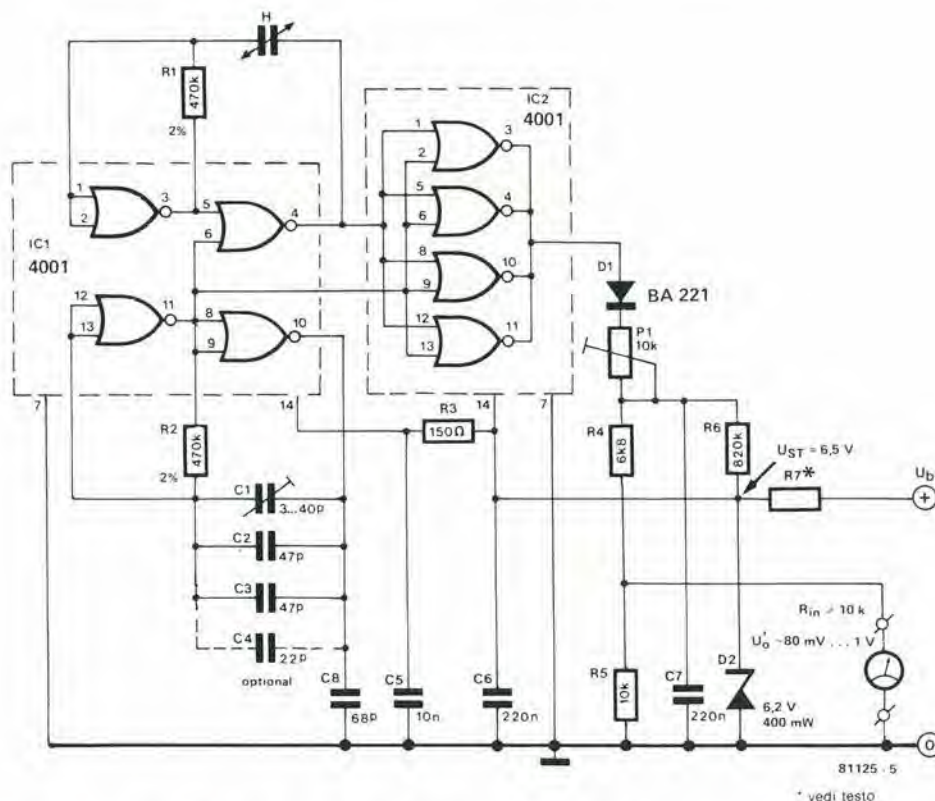 H
R1
470k
2%
IC2
4001
1
2
3
5
6
4
8
9
10
12
13
11
1
2
3
5
6
4
IC1
4001
12
13
11
8
9
10
D1
BA 221
P1
10k
7
14
14
7
R2
470k
2%
R3
150Ω
R4
6k8
R6
820k
U_ST = 6,5 V
R7*
U_b
+
C1
3...40p
C2
47p
C3
47p
C4
22p
optional
R_in > 10 k
U_o' ~80 mV ... 1 V
C8
68p
C5
10n
C6
220n
R5
10k
C7
220n
D2
6,2 V
400 mW
0
81125 - 5
* vedi testo